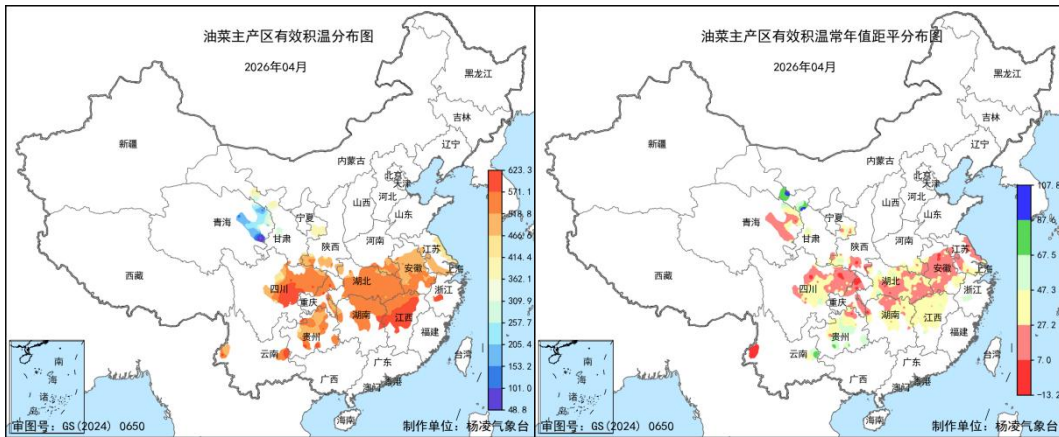 油菜主产区有效积温分布图
2026年04月
黑龙江
吉林
辽宁
新疆
内蒙古
北京
天津
河北
山西
山东
宁夏
青海
甘肃
陕西
河南
江苏
安徽
上海
西藏
四川
湖北
重庆
浙江
湖南
江西
贵州
福建
云南
台湾
广西
广东
香港
澳门
海南
南
海
诸
岛
623.3
571.1
518.8
466.6
414.4
362.1
309.9
257.7
205.4
153.2
101.0
48.8
审图号: GS(2024) 0650
制作单位: 杨凌气象台
油菜主产区有效积温常年值距平分布图
2026年04月
黑龙江
吉林
辽宁
新疆
内蒙古
北京
天津
河北
山西
山东
宁夏
青海
甘肃
陕西
河南
江苏
安徽
上海
西藏
四川
湖北
重庆
浙江
湖南
江西
贵州
福建
云南
台湾
广西
广东
香港
澳门
海南
南
海
诸
岛
107.8
87.6
67.5
47.3
27.2
7.0
-13.2
审图号: GS(2024) 0650
制作单位: 杨凌气象台